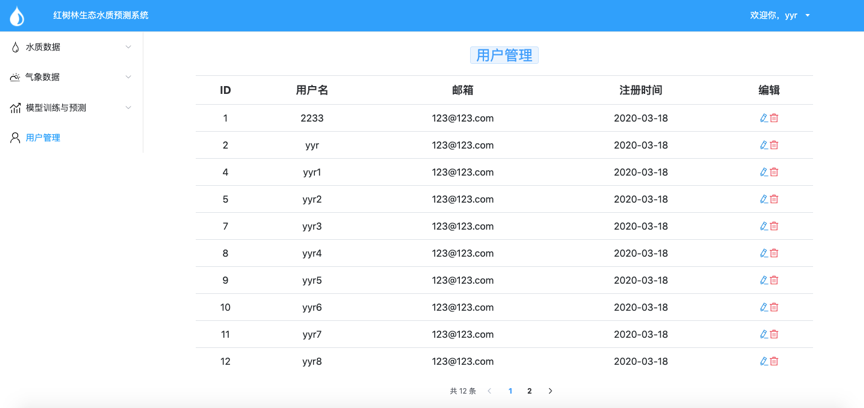 红树林生态水质预测系统
欢迎你，yyr
水质数据
气象数据
模型训练与预测
用户管理
用户管理
ID 用户名 邮箱 注册时间 编辑
1 2233 123@123.com 2020-03-18
2 yyr 123@123.com 2020-03-18
4 yyr1 123@123.com 2020-03-18
5 yyr2 123@123.com 2020-03-18
7 yyr3 123@123.com 2020-03-18
8 yyr4 123@123.com 2020-03-18
9 yyr5 123@123.com 2020-03-18
10 yyr6 123@123.com 2020-03-18
11 yyr7 123@123.com 2020-03-18
12 yyr8 123@123.com 2020-03-18
共 12 条 1 2